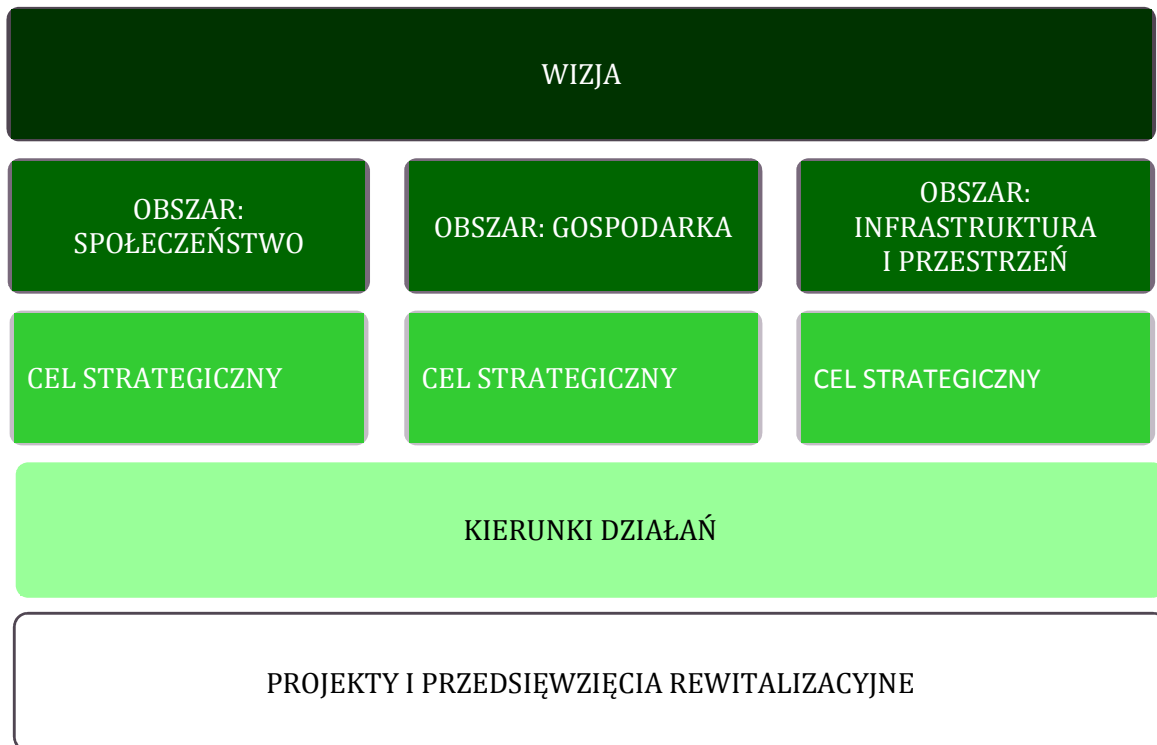 WIZJA
OBSZAR:
SPOŁECZEŃSTWO
OBSZAR: GOSPODARKA
OBSZAR:
INFRASTRUKTURA
I PRZESTRZEŃ
CEL STRATEGICZNY
CEL STRATEGICZNY
CEL STRATEGICZNY
KIERUNKI DZIAŁAŃ
PROJEKTY I PRZEDSIĘWZIĘCIA REWITALIZACYJNE